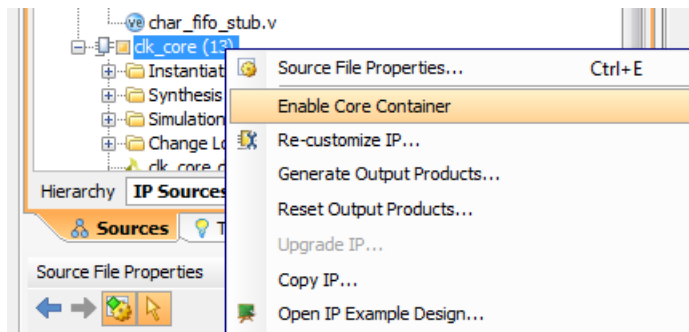 char_fifo_stub.v
clk_core (13)
Instantiat
Synthesis
Simulation
Change Lo
clk_core.d
Hierarchy IP Sources
Sources T
Source File Properties
Source File Properties... Ctrl+E
Enable Core Container
Re-customize IP...
Generate Output Products...
Reset Output Products...
Upgrade IP...
Copy IP...
Open IP Example Design...